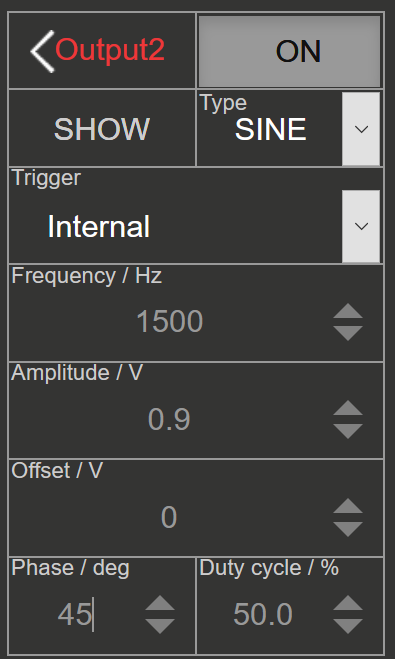 Output2
ON
SHOW
Type
SINE
Trigger
Internal
Frequency / Hz
1500
Amplitude / V
0.9
Offset / V
0
Phase / deg
45
Duty cycle / %
50.0